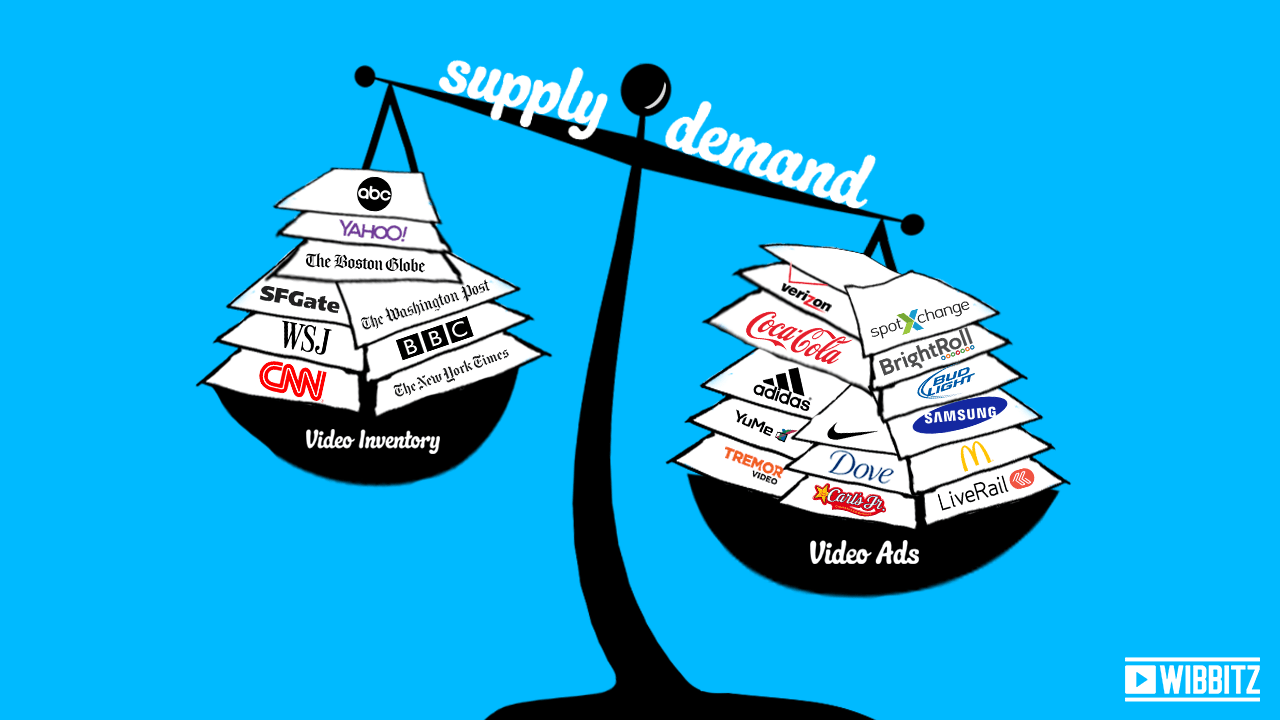 supply
demand
abc
YAHOO!
The Boston Globe
SFGate
The Washington Post
WSJ
BBC
CNN
The New York Times
Video Inventory
verizon
spotXchange
Coca-Cola
BrightRoll
adidas
BUD
LIGHT
YuMe
SAMSUNG
TREMOR
VIDEO
Dove
M
Carl's Jr.
LiveRail
Video Ads
WIBBITZ